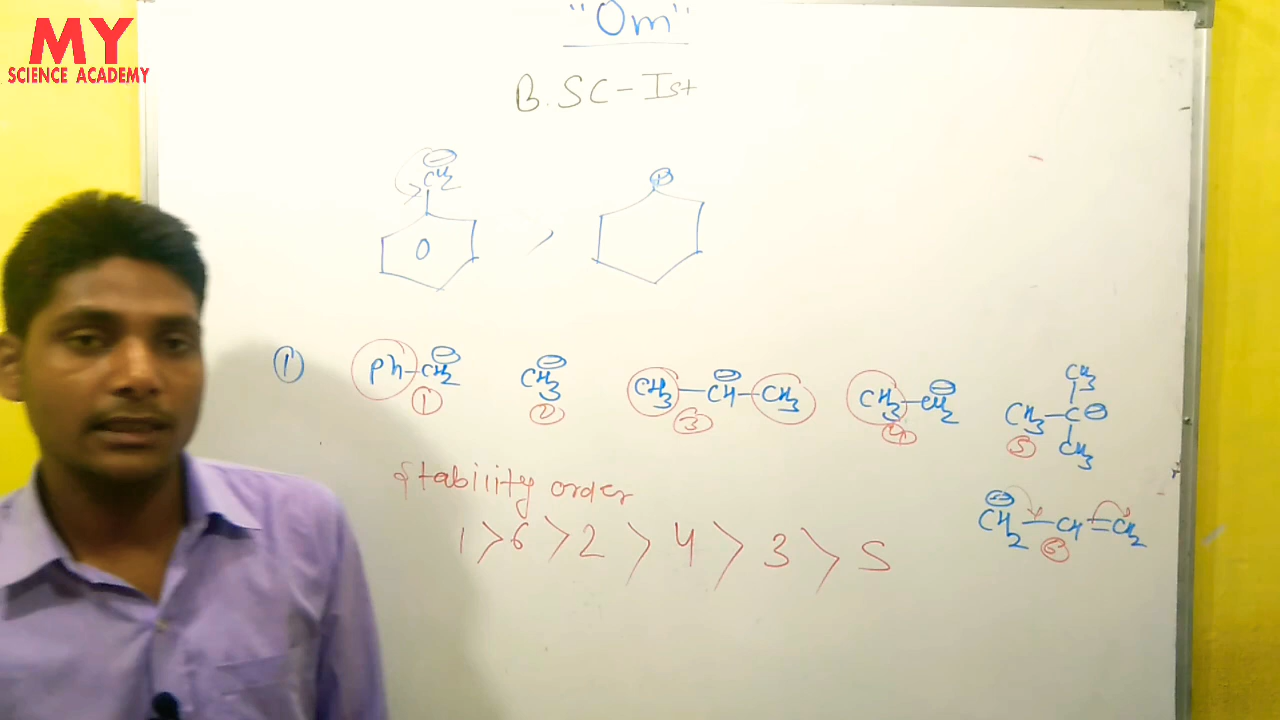 MY
SCIENCE ACADEMY
"Om"
B.SC-Ist
⊖
CH2
⊕
① Ph-CH2⊖ CH3⊖ CH3-CH⊖-CH3 CH3-CH2⊖
① ② ③ ④
CH3
CH3-C⊖
⑤ CH3
Stability order
⊖
CH2-CH=CH2
⑥
1>6>2>4>3>5